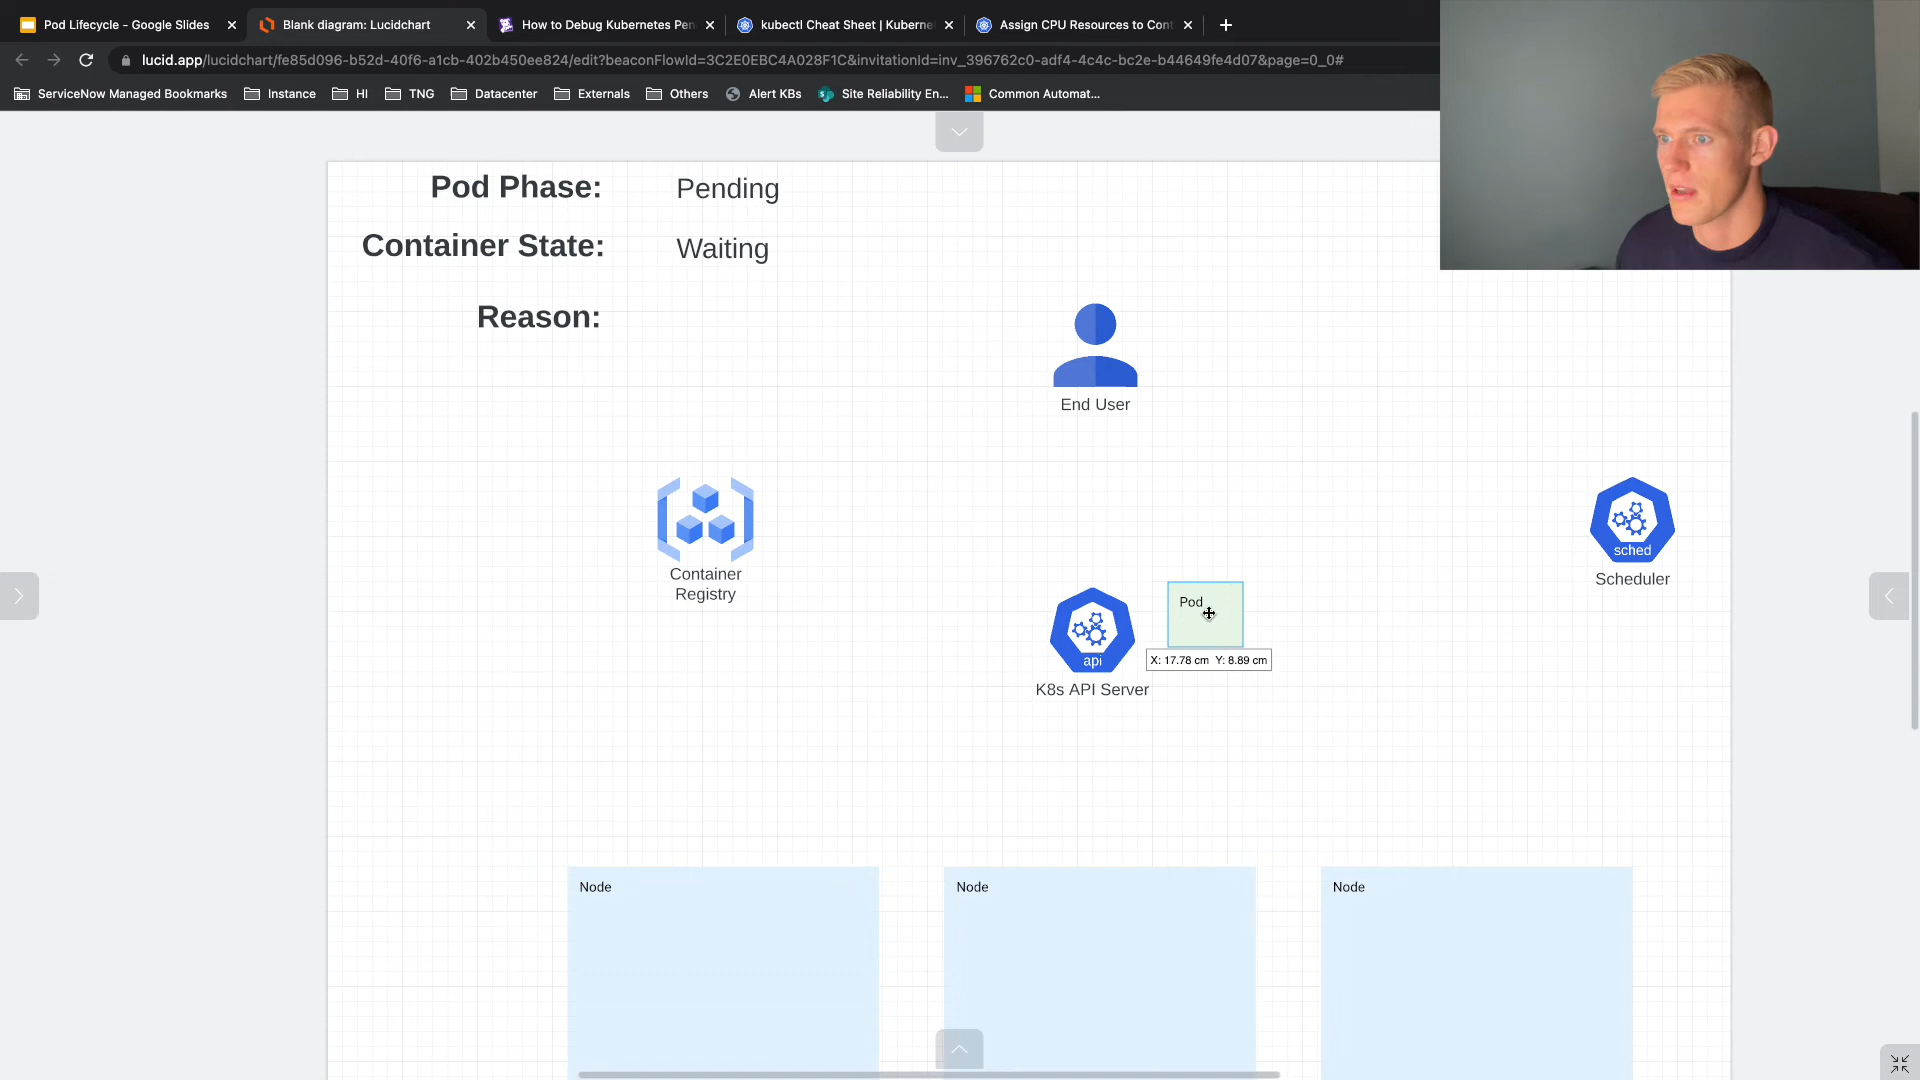 Pod Lifecycle - Google Slides
Blank diagram: Lucidchart
How to Debug Kubernetes Pen
kubectl Cheat Sheet | Kuberne
Assign CPU Resources to Cont
lucid.app/lucidchart/fe85d096-b52d-40f6-a1cb-402b450ee824/edit?beaconFlowId=3C2E0EBC4A028F1C&invitationId=inv_396762c0-adf4-4c4c-bc2e-b44649fe4d07&page=0_0#
ServiceNow Managed Bookmarks
Instance
HI
TNG
Datacenter
Externals
Others
Alert KBs
Site Reliability En...
Common Automat...
Pod Phase: Pending
Container State: Waiting
Reason:
End User
Container
Registry
sched
Scheduler
Pod
api
X: 17.78 cm Y: 8.89 cm
K8s API Server
Node
Node
Node